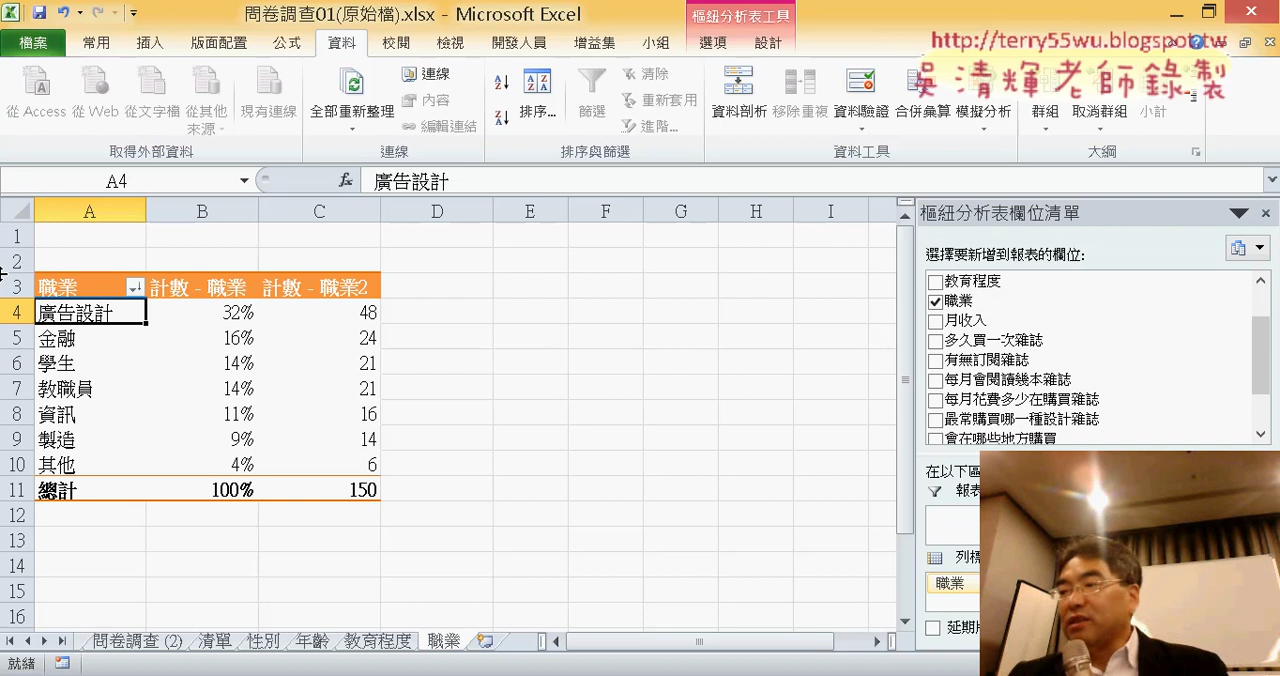 問卷調查01(原始檔).xlsx - Microsoft Excel
樞紐分析表工具
檔案 常用 插入 版面配置 公式 資料 校閱 檢視 開發人員 增益集 小組 選項 設計
http://terry55wu.blogspot.tw
吳清輝老師錄製
從 Access 從 Web 從文字檔 從其他來源 現有連線 全部重新整理 連線 內容 編輯連結 排序... 篩選 清除 重新套用 進階... 資料剖析 移除重複 資料驗證 合併彙算 模擬分析 群組 取消群組 小計
取得外部資料 連線 排序與篩選 資料工具 大綱
A4 fx 廣告設計
A B C D E F G H I
樞紐分析表欄位清單
選擇要新增到報表的欄位:
1
2
3 職業 計數 - 職業 計數 - 職業2
4 廣告設計 32% 48
5 金融 16% 24
6 學生 14% 21
7 教職員 14% 21
8 資訊 11% 16
9 製造 9% 14
10 其他 4% 6
11 總計 100% 150
12
13
14
15
16
教育程度
職業
月收入
多久買一次雜誌
有無訂閱雜誌
每月會閱讀幾本雜誌
每月花費多少在購買雜誌
最常購買哪一種設計雜誌
會在哪些地方購買
在以下
報表
列標
職業
延期
問卷調查 (2) 清單 性別 年齡 教育程度 職業
就緒